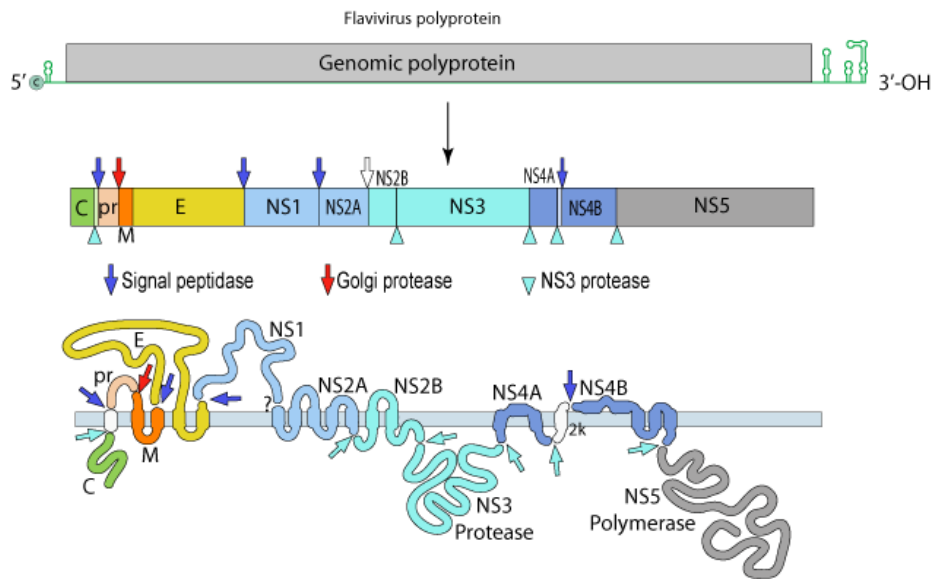 Flavivirus polyprotein
Genomic polyprotein
5′ C 3′-OH
NS2B NS4A
C pr E NS1 NS2A NS3 NS4B NS5
M
Signal peptidase Golgi protease NS3 protease
NS1
E
pr NS2A NS2B NS4A NS4B
?
2k
M
C
NS3
Protease
NS5
Polymerase